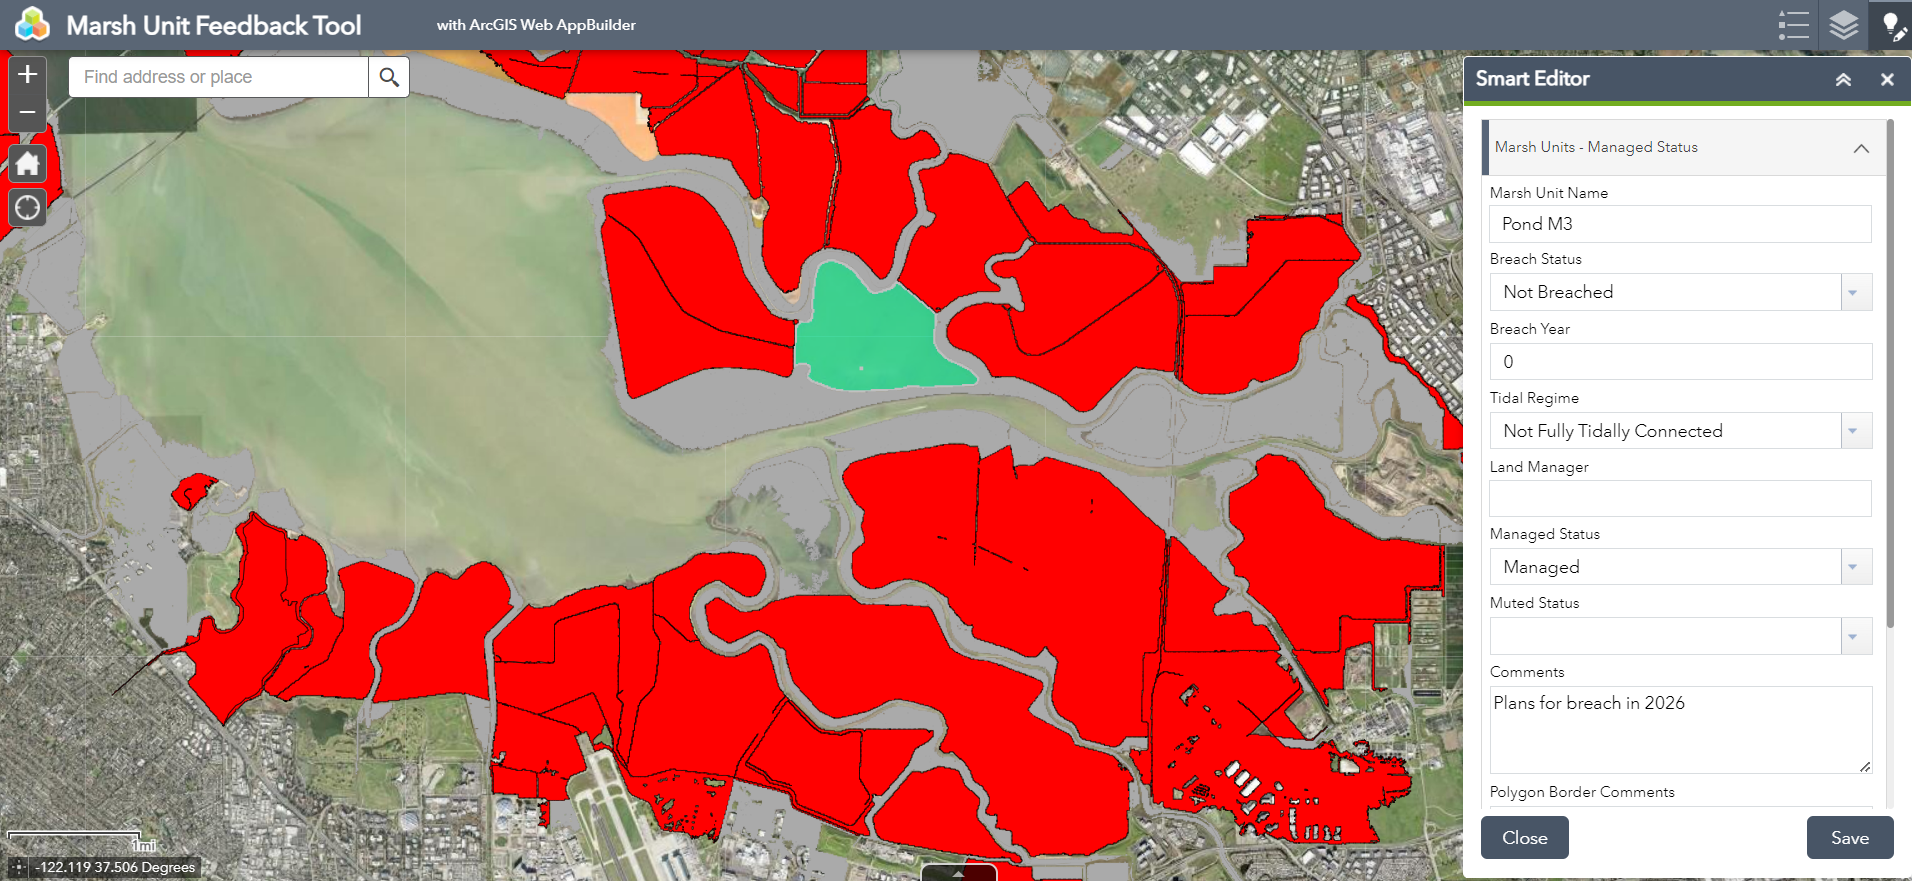 Marsh Unit Feedback Tool
with ArcGIS Web AppBuilder
Find address or place
Smart Editor
Marsh Units - Managed Status
Marsh Unit Name
Pond M3
Breach Status
Not Breached
Breach Year
0
Tidal Regime
Not Fully Tidally Connected
Land Manager
Managed Status
Managed
Muted Status
Comments
Plans for breach in 2026
Polygon Border Comments
Close
Save
1mi
-122.119 37.506 Degrees